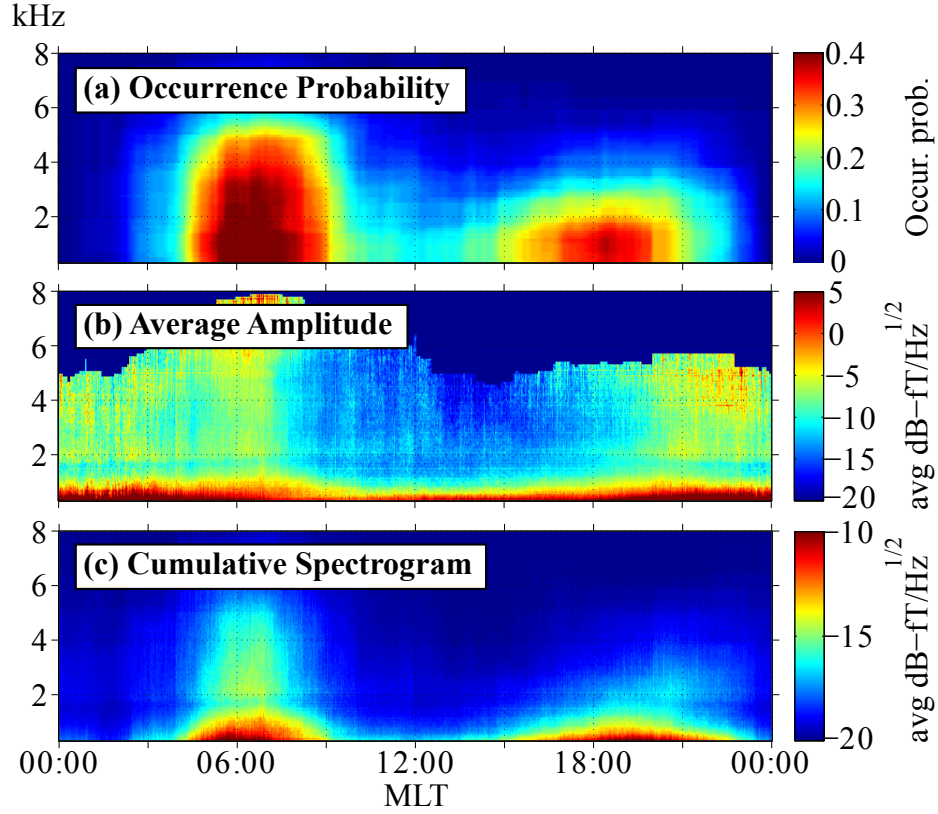 kHz
8
(a) Occurrence Probability
6
4
2
0.4
0.3
0.2
0.1
0
Occur. prob.
8
(b) Average Amplitude
6
4
2
5
0
−5
−10
−15
−20
avg dB−fT/Hz^1/2
8
(c) Cumulative Spectrogram
6
4
2
−10
−15
−20
avg dB−fT/Hz^1/2
00:00 06:00 12:00 18:00 00:00
MLT